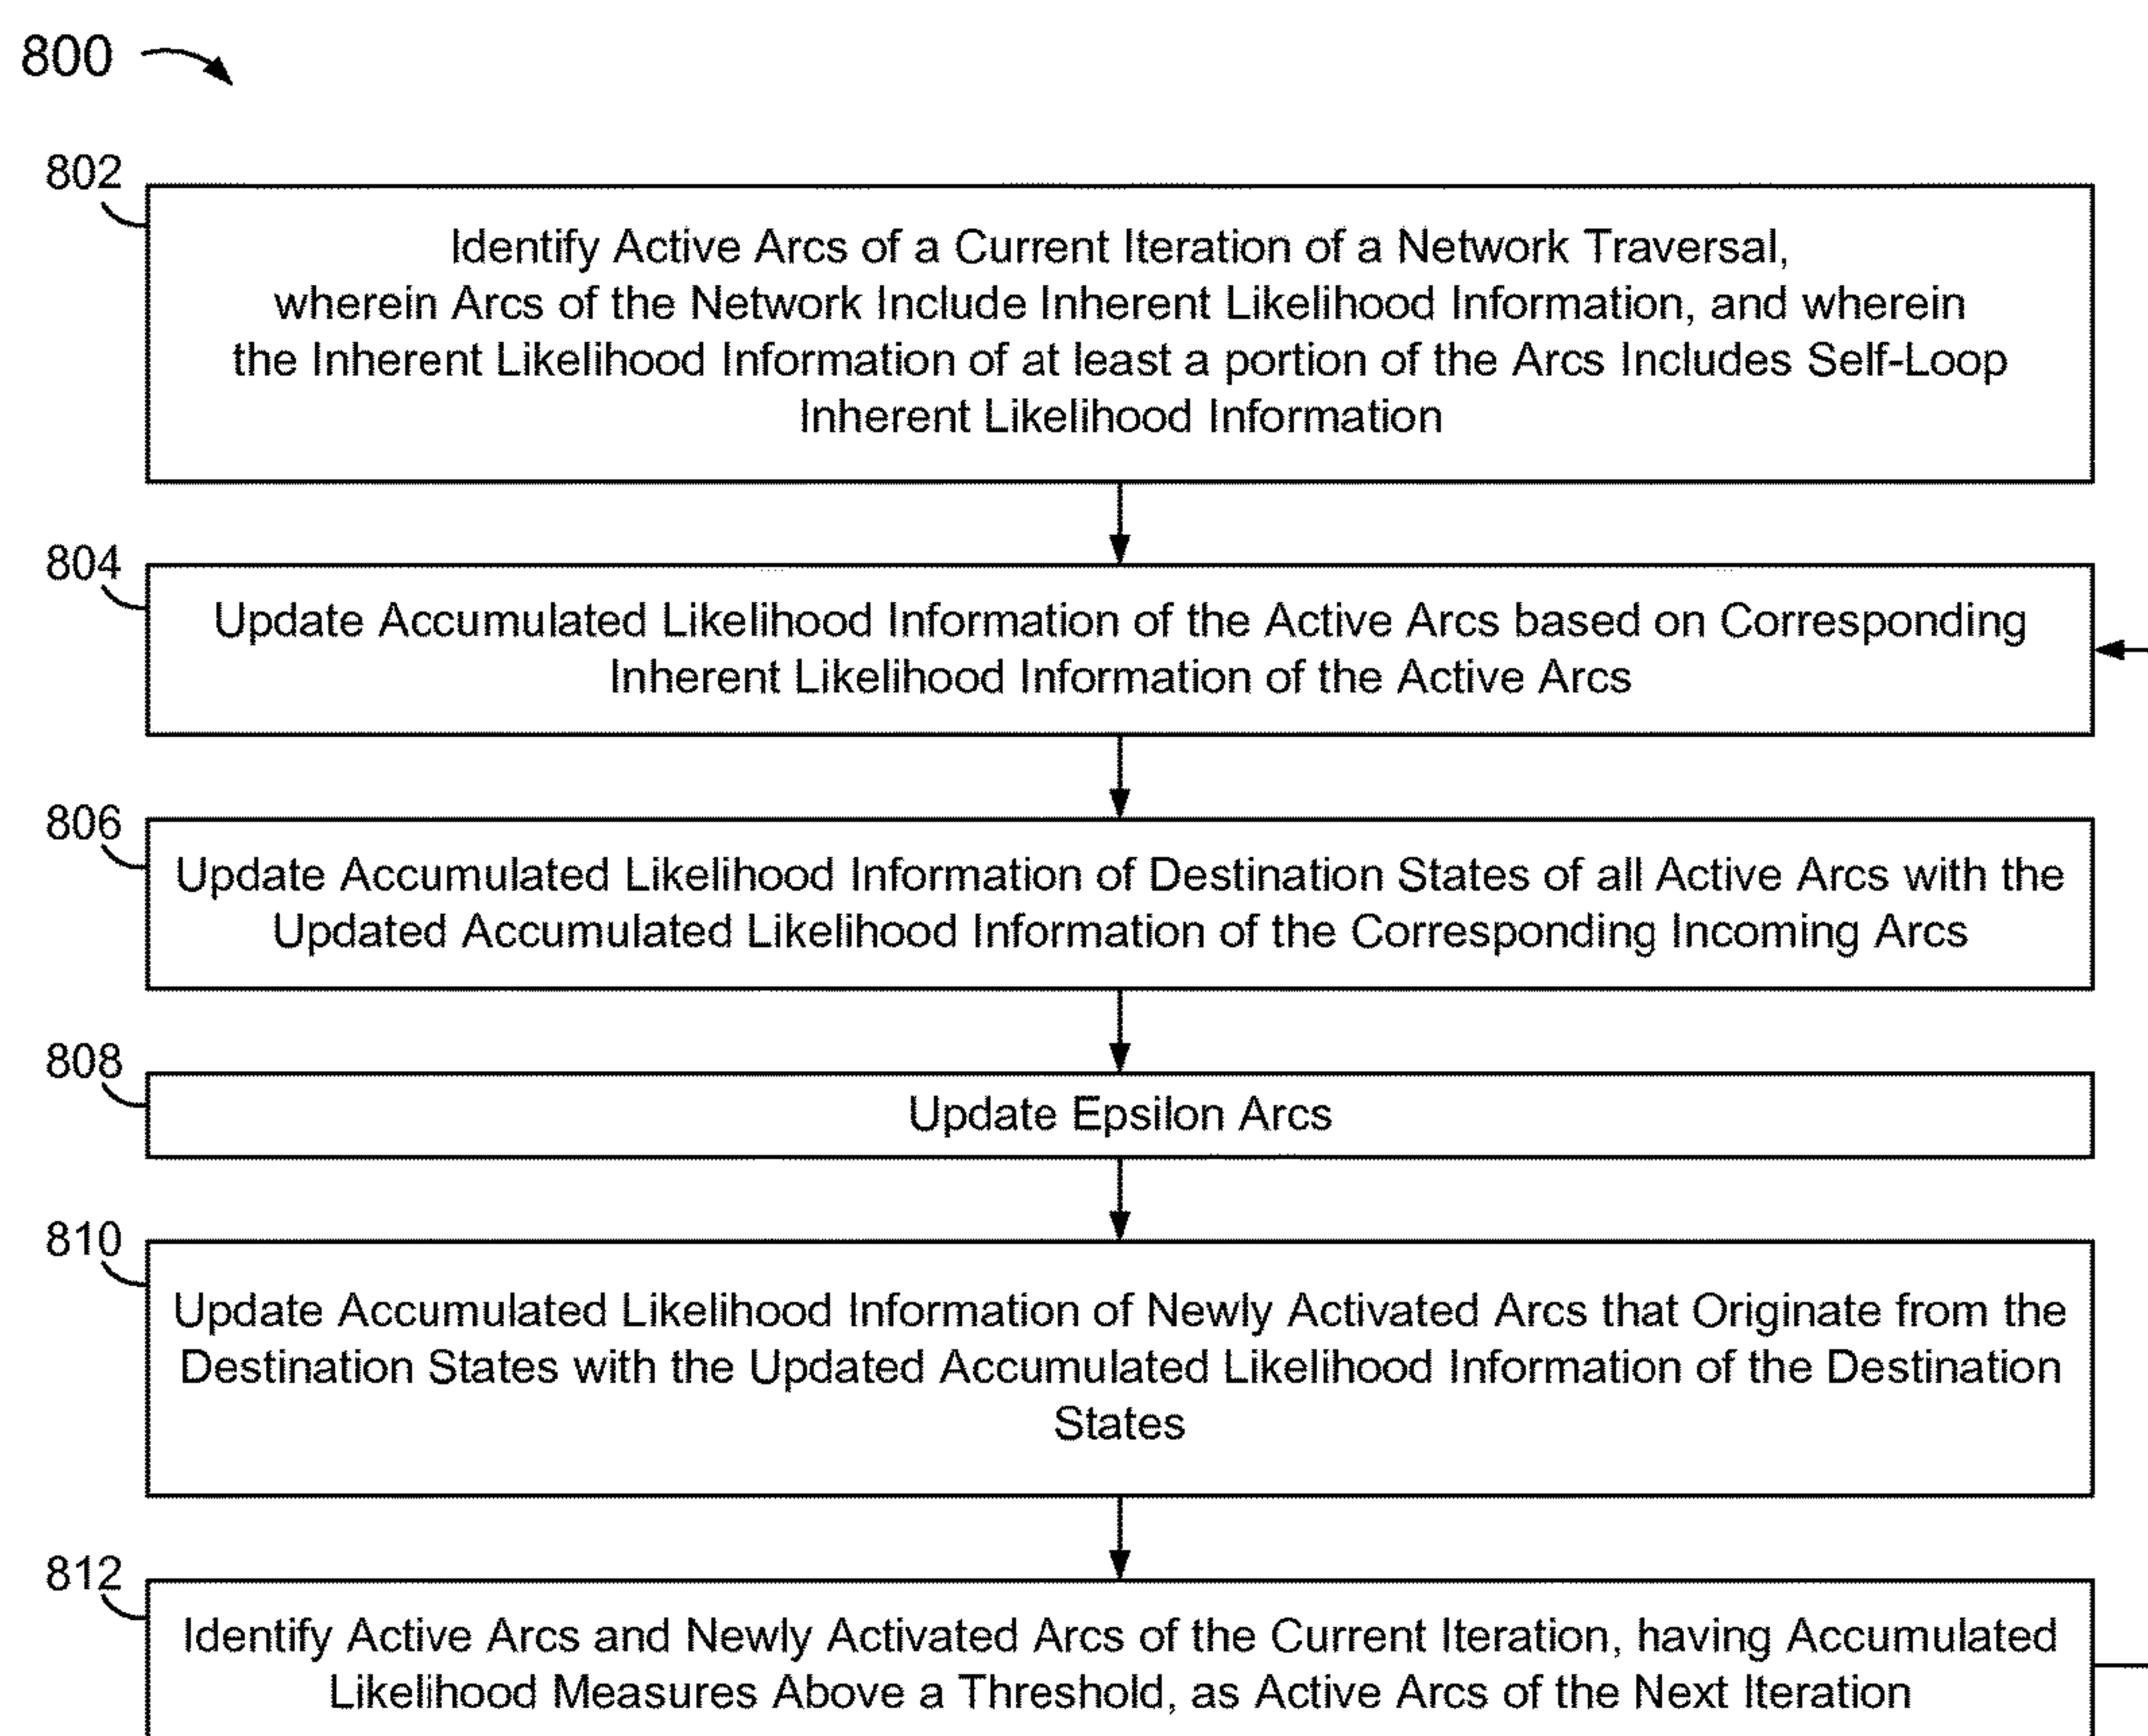 800
802
Identify Active Arcs of a Current Iteration of a Network Traversal,
wherein Arcs of the Network Include Inherent Likelihood Information, and wherein
the Inherent Likelihood Information of at least a portion of the Arcs Includes Self-Loop
Inherent Likelihood Information
804
Update Accumulated Likelihood Information of the Active Arcs based on Corresponding
Inherent Likelihood Information of the Active Arcs
806
Update Accumulated Likelihood Information of Destination States of all Active Arcs with the
Updated Accumulated Likelihood Information of the Corresponding Incoming Arcs
808
Update Epsilon Arcs
810
Update Accumulated Likelihood Information of Newly Activated Arcs that Originate from the
Destination States with the Updated Accumulated Likelihood Information of the Destination
States
812
Identify Active Arcs and Newly Activated Arcs of the Current Iteration, having Accumulated
Likelihood Measures Above a Threshold, as Active Arcs of the Next Iteration